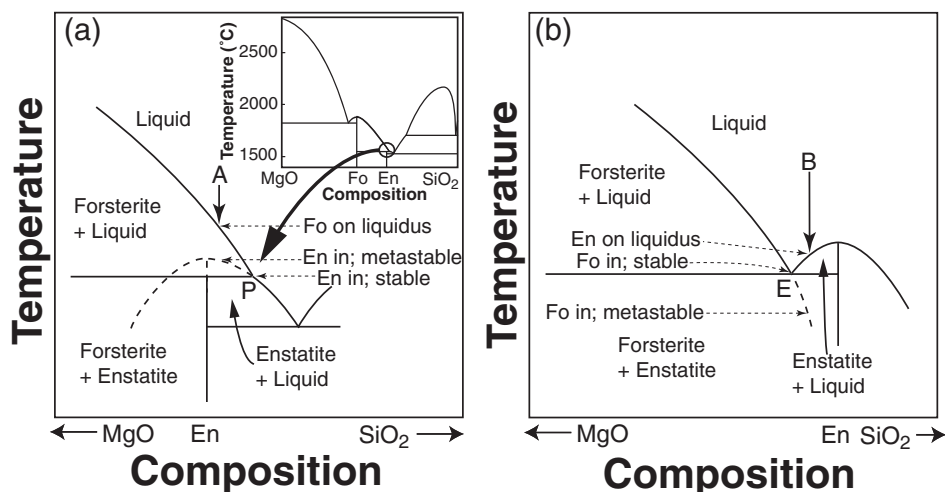 (a)
Temperature
Liquid
A
Forsterite
+ Liquid
Fo on liquidus
En in; metastable
En in; stable
P
Forsterite
+ Enstatite
Enstatite
+ Liquid
MgO
En
SiO2
Composition
Temperature (°C)
2500
2000
1500
MgO
Fo
En
SiO2
Composition
(b)
Temperature
Liquid
B
Forsterite
+ Liquid
En on liquidus
Fo in; stable
E
Fo in; metastable
Forsterite
+ Enstatite
Enstatite
+ Liquid
MgO
En
SiO2
Composition